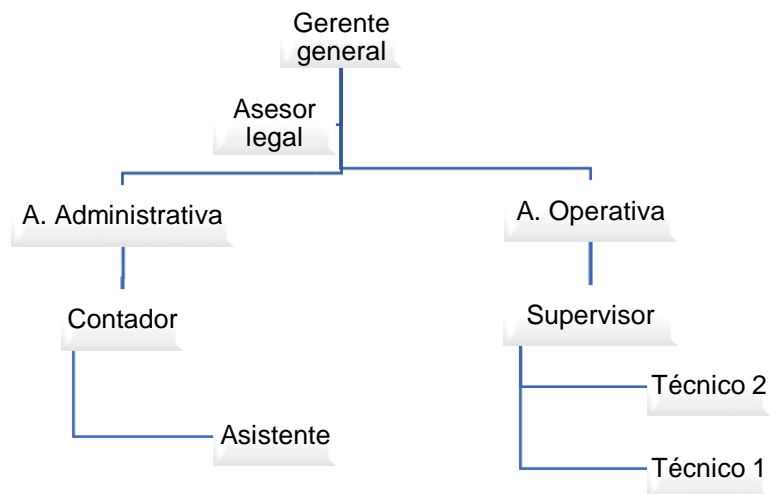 Gerente
general
Asesor
legal
A. Administrativa
A. Operativa
Contador
Supervisor
Técnico 2
Asistente
Técnico 1